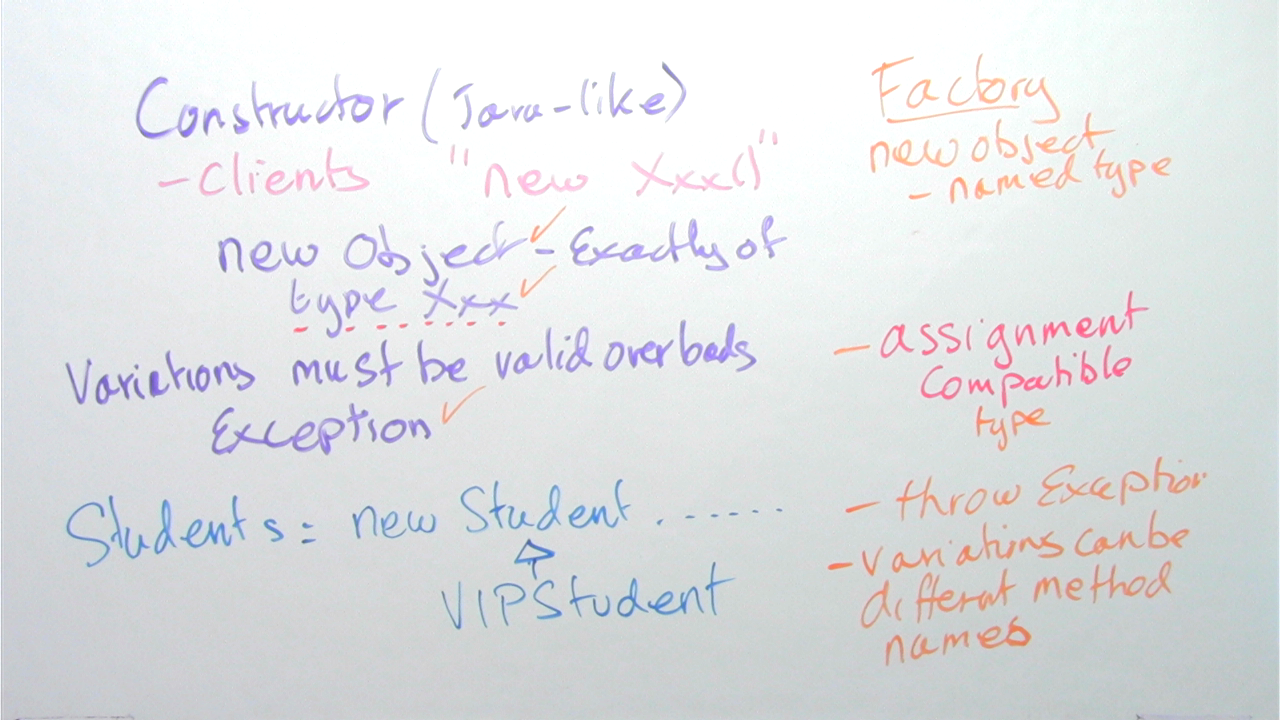 Constructor (Java-like)
- Clients "new Xxx()"
new Object - Exactly of
type Xxx
Variations must be valid overloads
Exception
Student s = new Student .......
VIPStudent
Factory
new object
- named type
- assignment
compatible
type
- throw Exception
- variations can be
different method
names